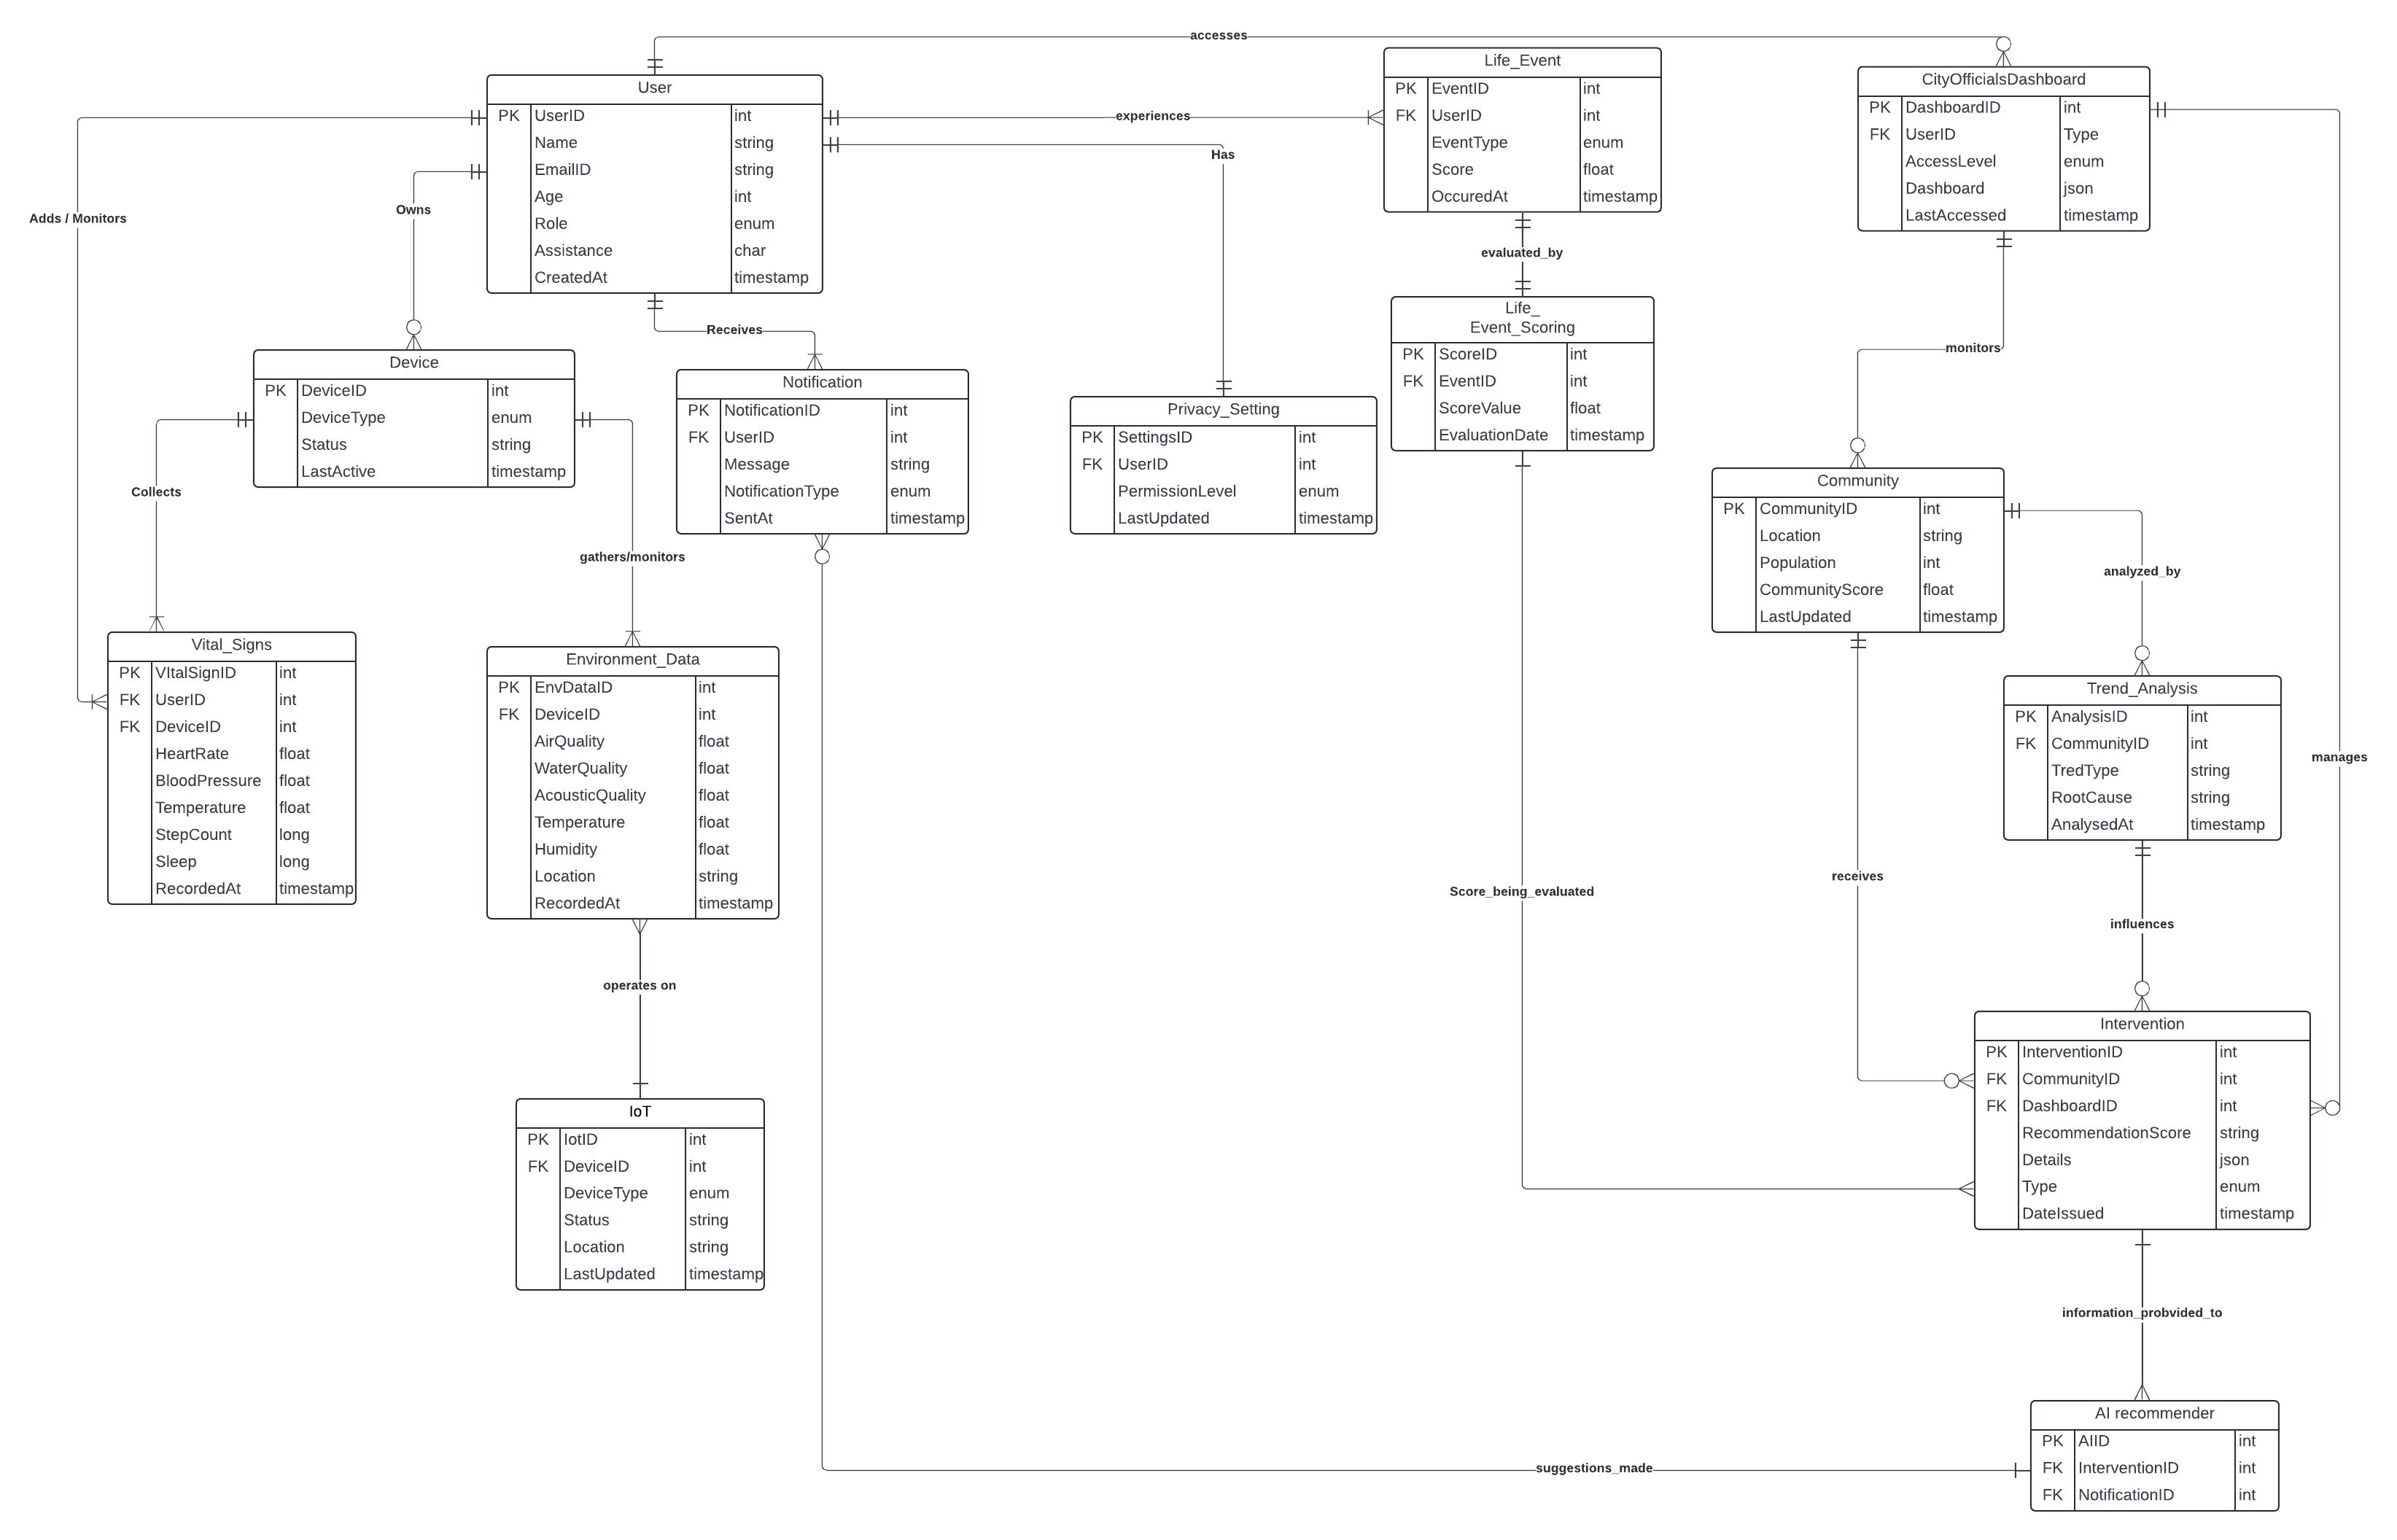 accesses
User
PK UserID int
Name string
EmailID string
Age int
Role enum
Assistance char
CreatedAt timestamp
experiences
Has
Life_Event
PK EventID int
FK UserID int
EventType enum
Score float
OccuredAt timestamp
CityOfficialsDashboard
PK DashboardID int
FK UserID Type
AccessLevel enum
Dashboard json
LastAccessed timestamp
Adds / Monitors
Owns
Receives
evaluated_by
monitors
Device
PK DeviceID int
DeviceType enum
Status string
LastActive timestamp
Notification
PK NotificationID int
FK UserID int
Message string
NotificationType enum
SentAt timestamp
Privacy_Setting
PK SettingsID int
FK UserID int
PermissionLevel enum
LastUpdated timestamp
Life_
Event_Scoring
PK ScoreID int
FK EventID int
ScoreValue float
EvaluationDate timestamp
Community
PK CommunityID int
Location string
Population int
CommunityScore float
LastUpdated timestamp
Collects
gathers/monitors
analyzed_by
Vital_Signs
PK VItalSignID int
FK UserID int
FK DeviceID int
HeartRate float
BloodPressure float
Temperature float
StepCount long
Sleep long
RecordedAt timestamp
Environment_Data
PK EnvDataID int
FK DeviceID int
AirQuality float
WaterQuality float
AcousticQuality float
Temperature float
Humidity float
Location string
RecordedAt timestamp
Trend_Analysis
PK AnalysisID int
FK CommunityID int
TredType string
RootCause string
AnalysedAt timestamp
manages
Score_being_evaluated
receives
influences
operates on
IoT
PK IotID int
FK DeviceID int
DeviceType enum
Status string
Location string
LastUpdated timestamp
Intervention
PK InterventionID int
FK CommunityID int
FK DashboardID int
RecommendationScore string
Details json
Type enum
DateIssued timestamp
information_probvided_to
AI recommender
PK AIID int
FK InterventionID int
FK NotificationID int
suggestions_made